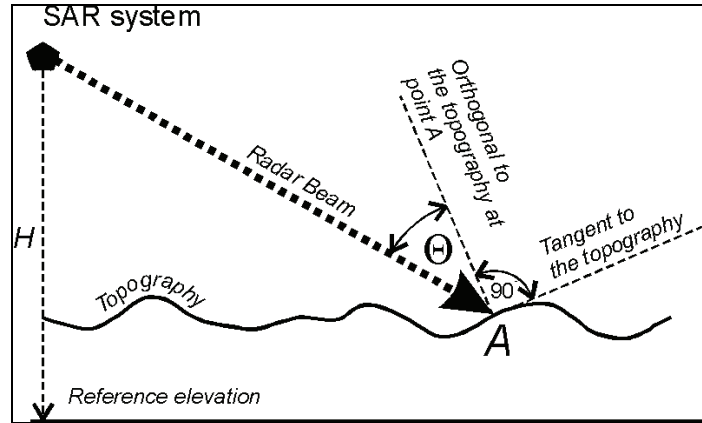 SAR system
Orthogonal to
the topography at
point A
Radar Beam
Θ
H
Tangent to
the topography
90
Topography
A
Reference elevation